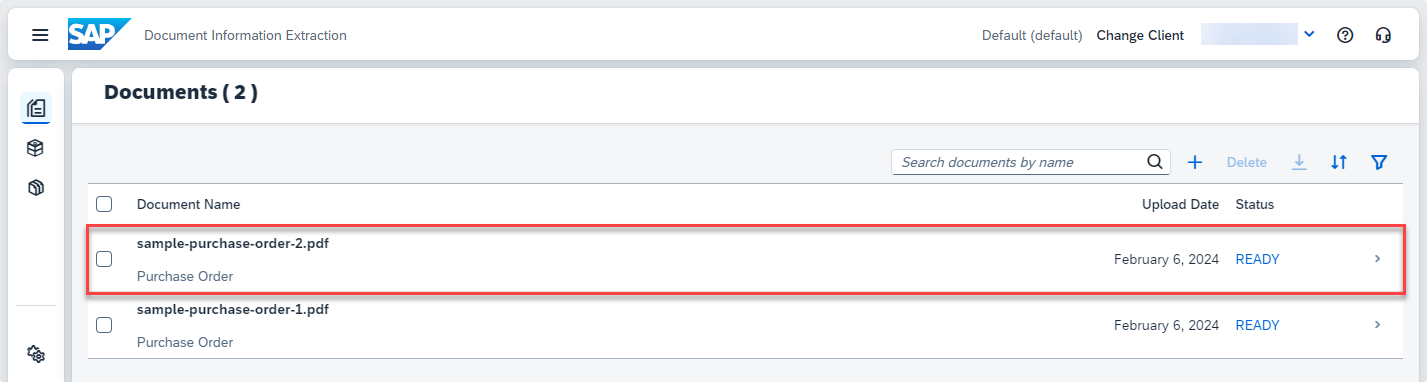 SAP Document Information Extraction Default (default) Change Client
Documents ( 2 )
Search documents by name Delete
Document Name Upload Date Status
sample-purchase-order-2.pdf
February 6, 2024 READY
Purchase Order
sample-purchase-order-1.pdf
February 6, 2024 READY
Purchase Order